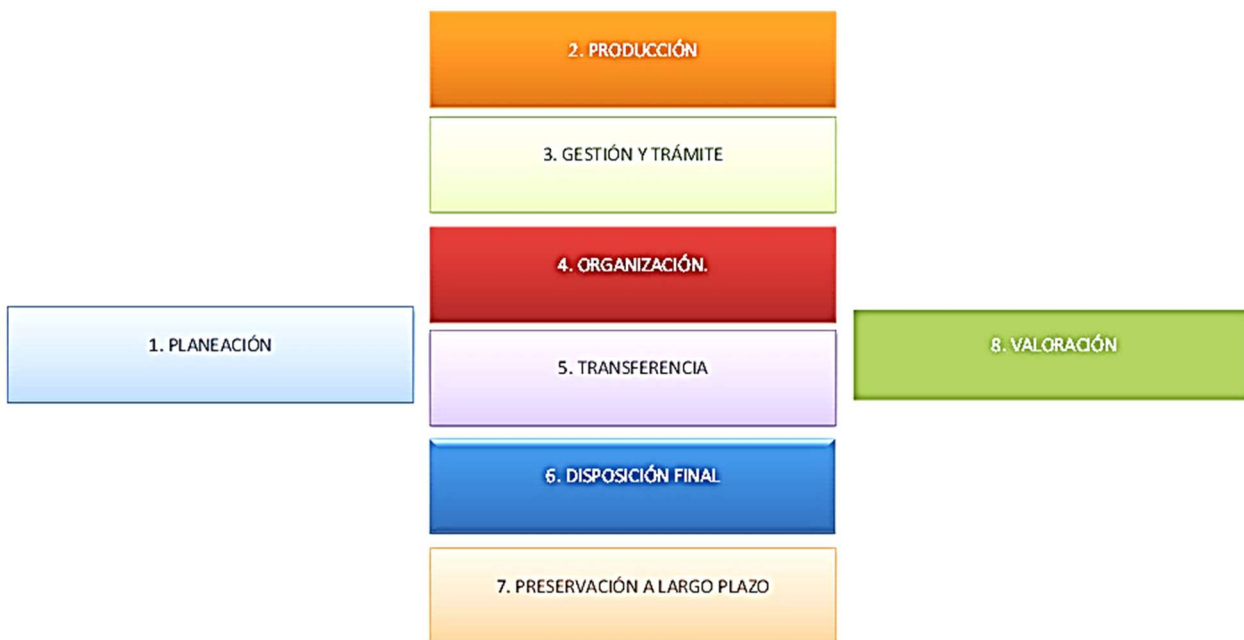 2. PRODUCCIÓN
3. GESTIÓN Y TRÁMITE
4. ORGANIZACIÓN.
1. PLANEACIÓN
5. TRANSFERENCIA
8. VALORACIÓN
6. DISPOSICIÓN FINAL
7. PRESERVACIÓN A LARGO PLAZO